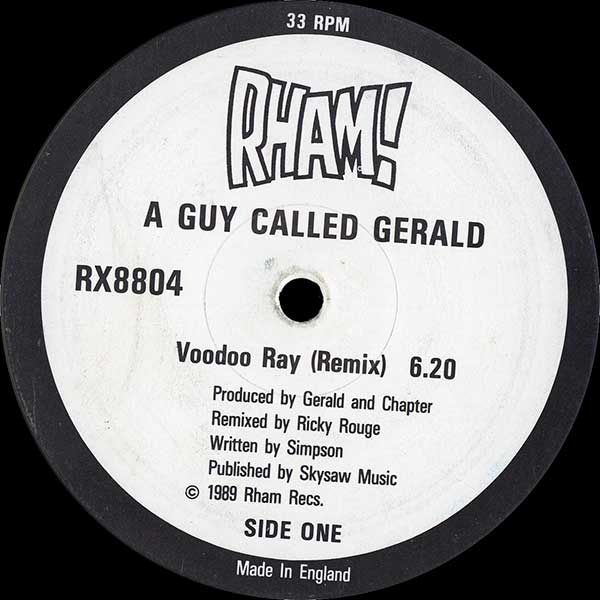 33 RPM
RHAM!
A GUY CALLED GERALD
RX8804
Voodoo Ray (Remix) 6.20
Produced by Gerald and Chapter
Remixed by Ricky Rouge
Written by Simpson
Published by Skysaw Music
© 1989 Rham Recs.
SIDE ONE
Made In England